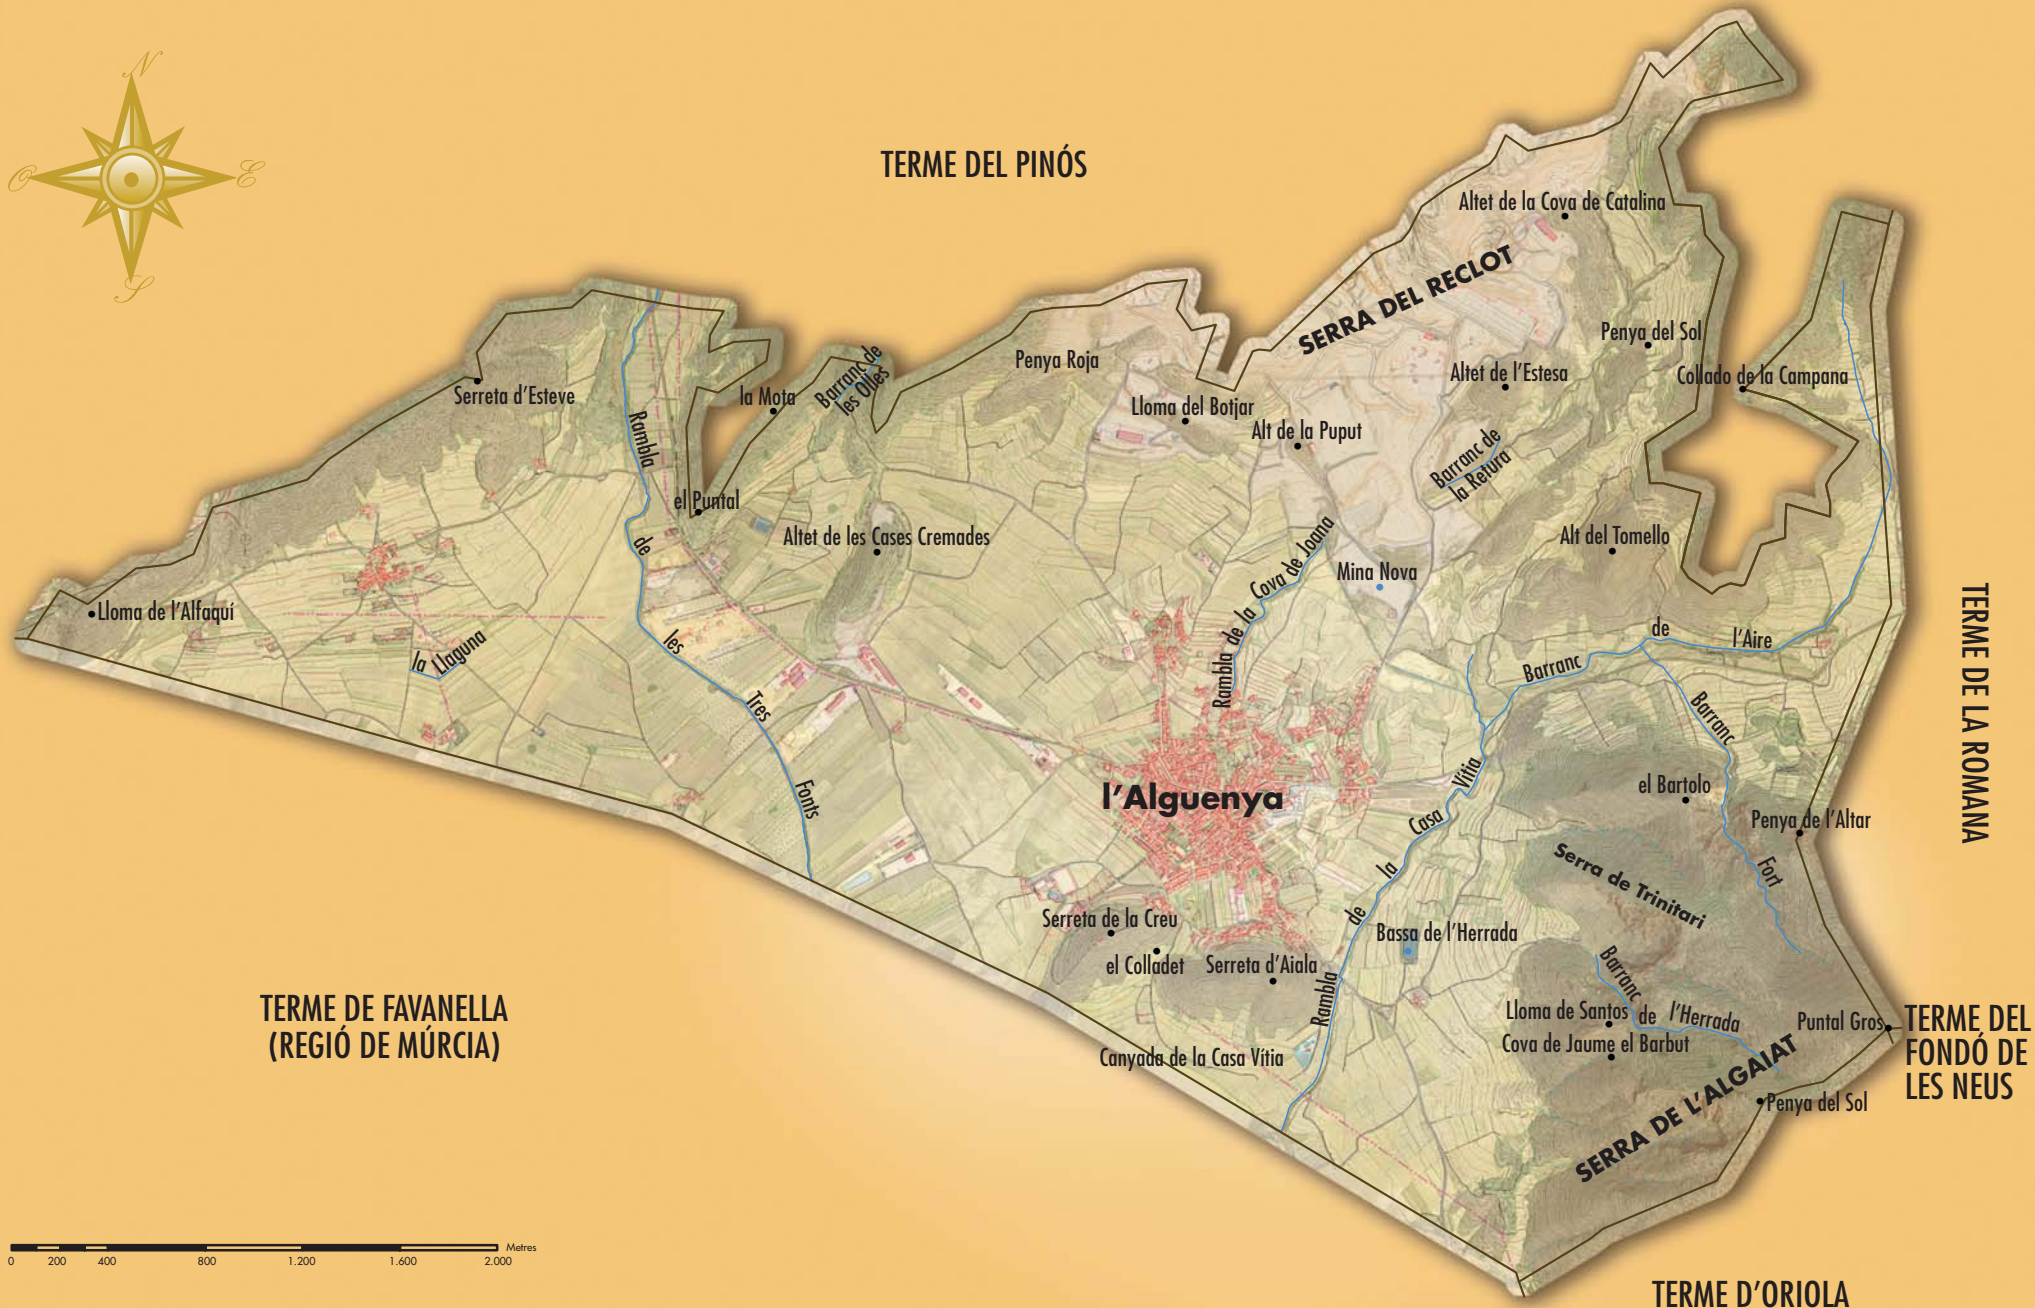 N
O
E
S
TERME DEL PINÓS
Altet de la Cova de Catalina
SERRA DEL RECLOT
Penya del Sol
Serreta d'Esteve
la Mota
Barranc de
les Olles
Penya Roja
Altet de l'Estesa
Collado de la Campana
Lloma del Botjar
Alt de la Puput
Barranc de
la Retura
el Puntal
Altet de les Cases Cremades
Alt del Tomello
Mina Nova
Rambla de la Cova de Joana
Lloma de l'Alfaquí
la Llaguna
Rambla de les Tres Fonts
Barranc de l'Aire
Barranc Fort
TERME DE LA ROMANA
l'Alguenya
el Bartolo
Penya de l'Altar
Serra de Trinitari
Rambla de la Casa Vítia
Serreta de la Creu
el Colladet
Serreta d'Aiala
Bassa de l'Herrada
Barranc de l'Herrada
Lloma de Santos
Cova de Jaume el Barbut
Canyada de la Casa Vítia
Puntal Gros
TERME DEL
FONDÓ DE
LES NEUS
Penya del Sol
SERRA DE L'ALGAIAT
TERME DE FAVANELLA
(REGIÓ DE MÚRCIA)
Metres
0 200 400 800 1.200 1.600 2.000
TERME D'ORIOLA